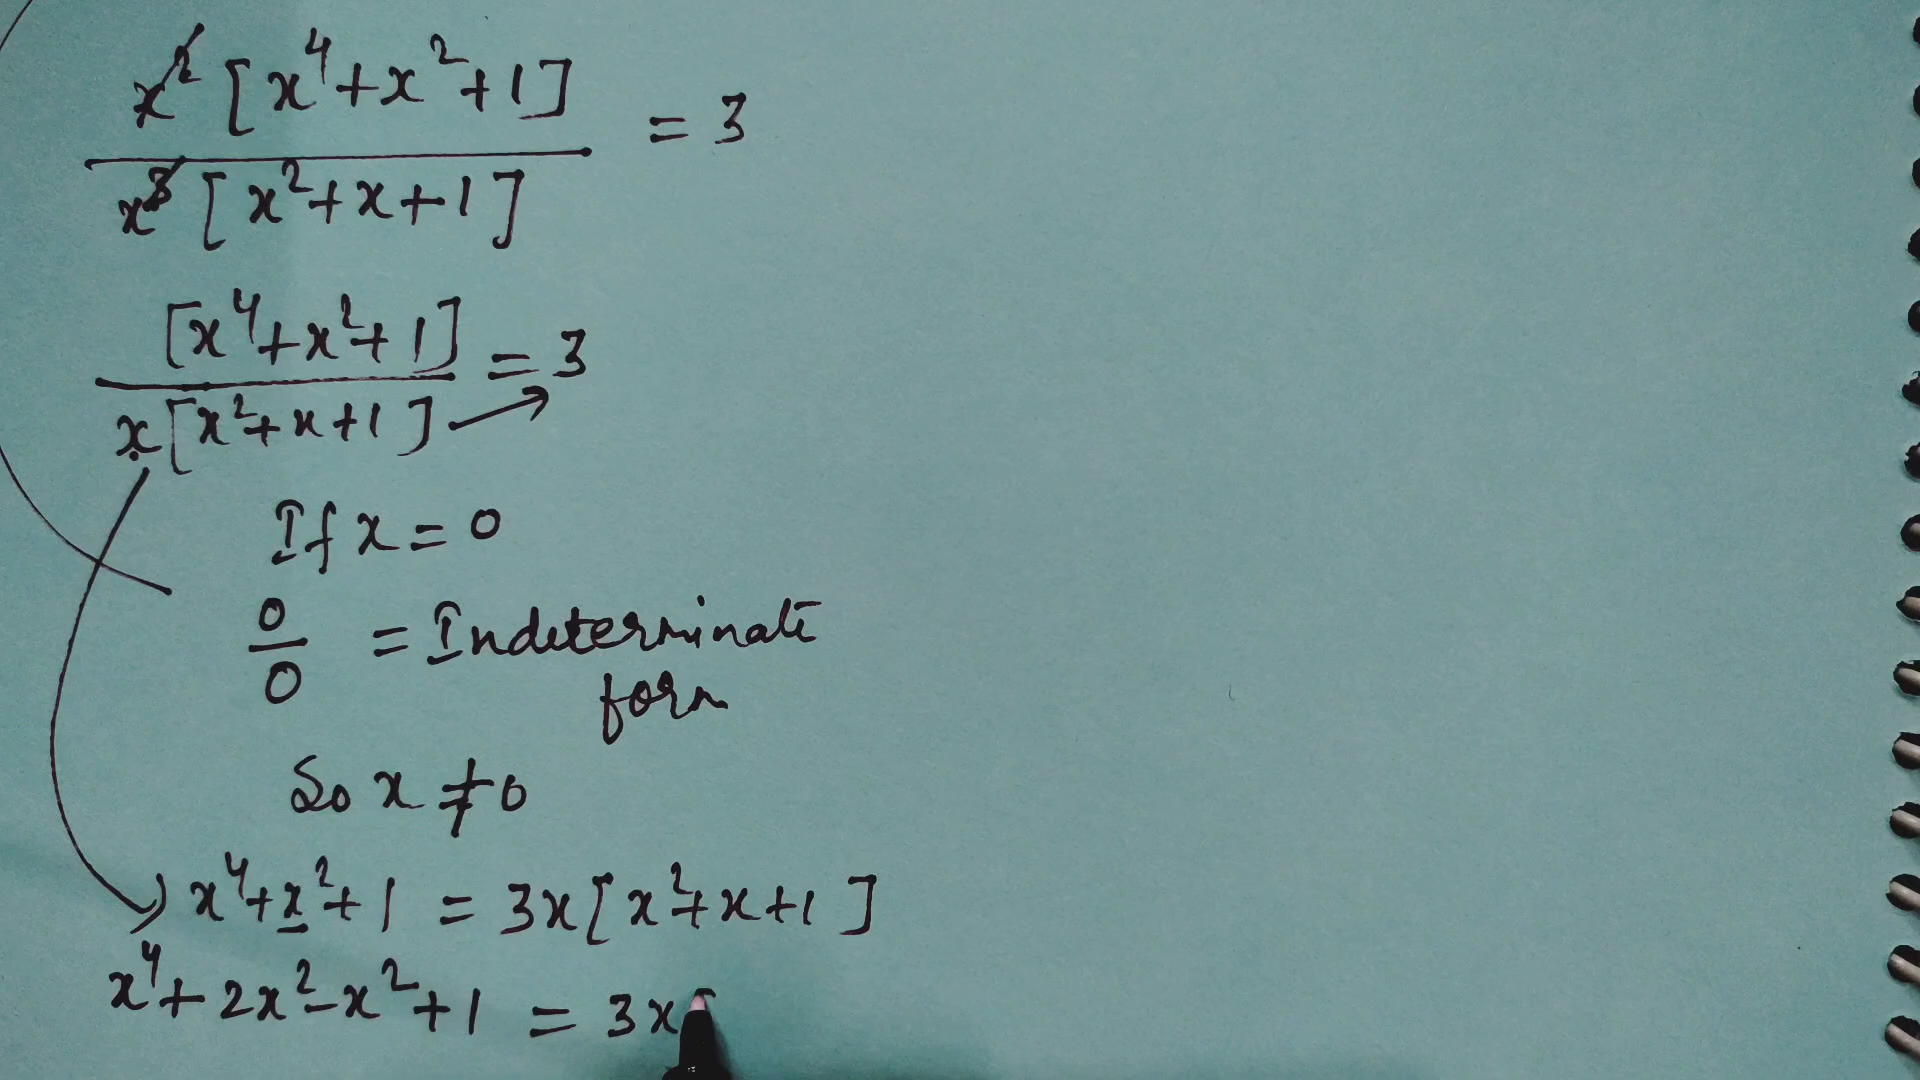 x² [x⁴+x²+1]
x³ [x²+x+1] = 3
[x⁴+x²+1]
x[x²+x+1] = 3
If x = 0
0/0 = Indeterminate
form
So x ≠ 0
x⁴+x²+1 = 3x[x²+x+1]
x⁴+2x²-x²+1 = 3x[